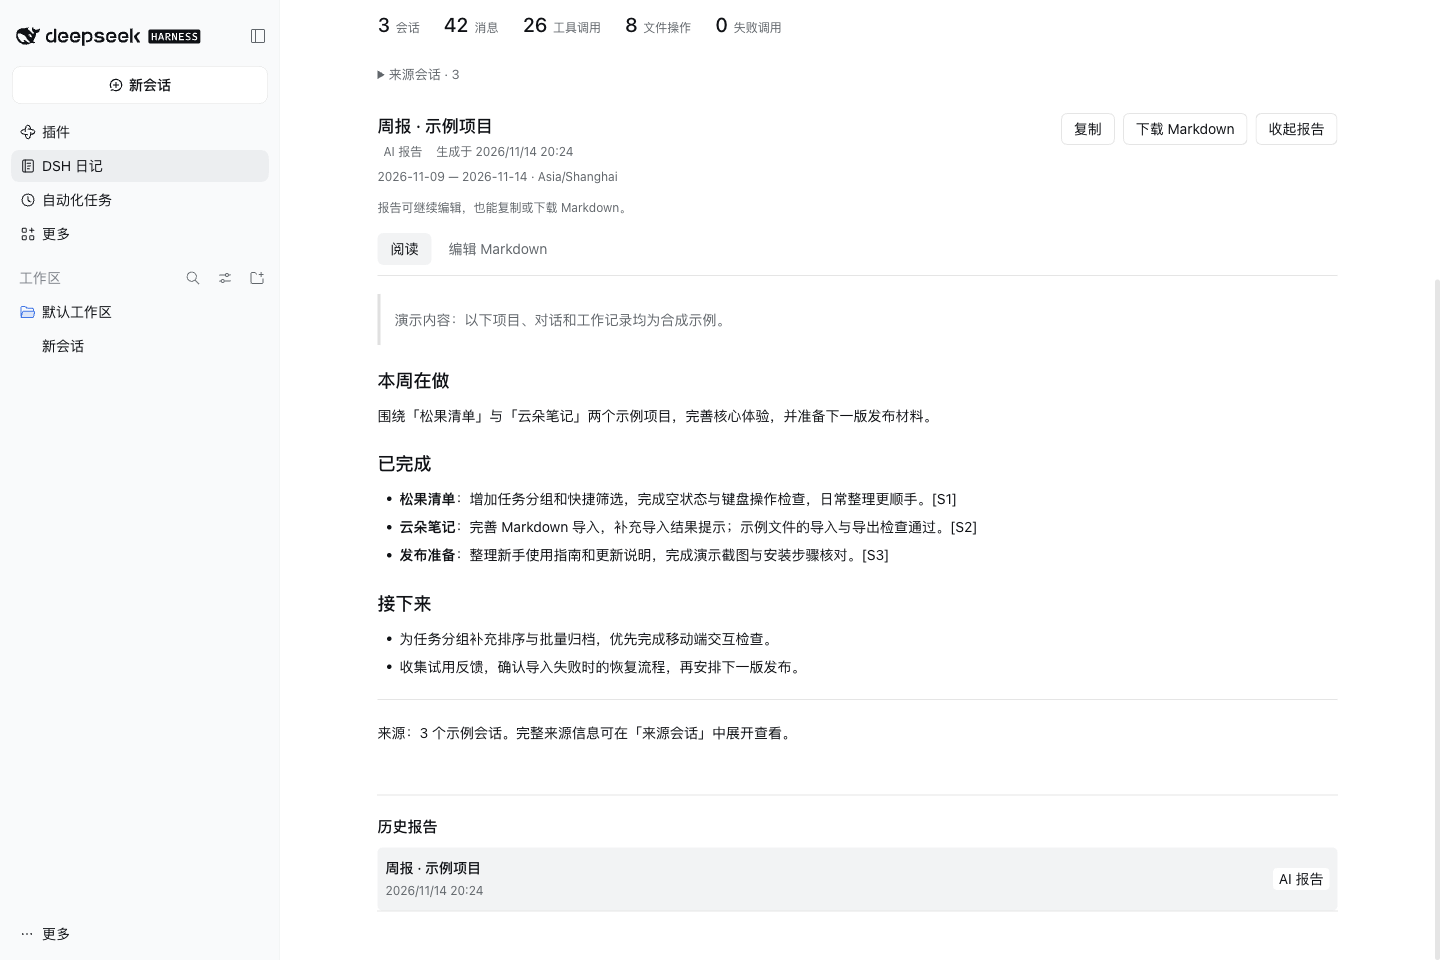 deepseek HARNESS
新会话
插件
DSH 日记
自动化任务
更多
工作区
默认工作区
新会话
更多
3 会话 42 消息 26 工具调用 8 文件操作 0 失败调用
来源会话 · 3
周报 · 示例项目
复制 下载 Markdown 收起报告
AI 报告 生成于 2026/11/14 20:24
2026-11-09 — 2026-11-14 · Asia/Shanghai
报告可继续编辑，也能复制或下载 Markdown。
阅读 编辑 Markdown
演示内容：以下项目、对话和工作记录均为合成示例。
本周在做
围绕「松果清单」与「云朵笔记」两个示例项目，完善核心体验，并准备下一版发布材料。
已完成
• 松果清单：增加任务分组和快捷筛选，完成空状态与键盘操作检查，日常整理更顺手。[S1]
• 云朵笔记：完善 Markdown 导入，补充导入结果提示；示例文件的导入与导出检查通过。[S2]
• 发布准备：整理新手使用指南和更新说明，完成演示截图与安装步骤核对。[S3]
接下来
• 为任务分组补充排序与批量归档，优先完成移动端交互检查。
• 收集试用反馈，确认导入失败时的恢复流程，再安排下一版发布。
来源：3 个示例会话。完整来源信息可在「来源会话」中展开查看。
历史报告
周报 · 示例项目
2026/11/14 20:24
AI 报告